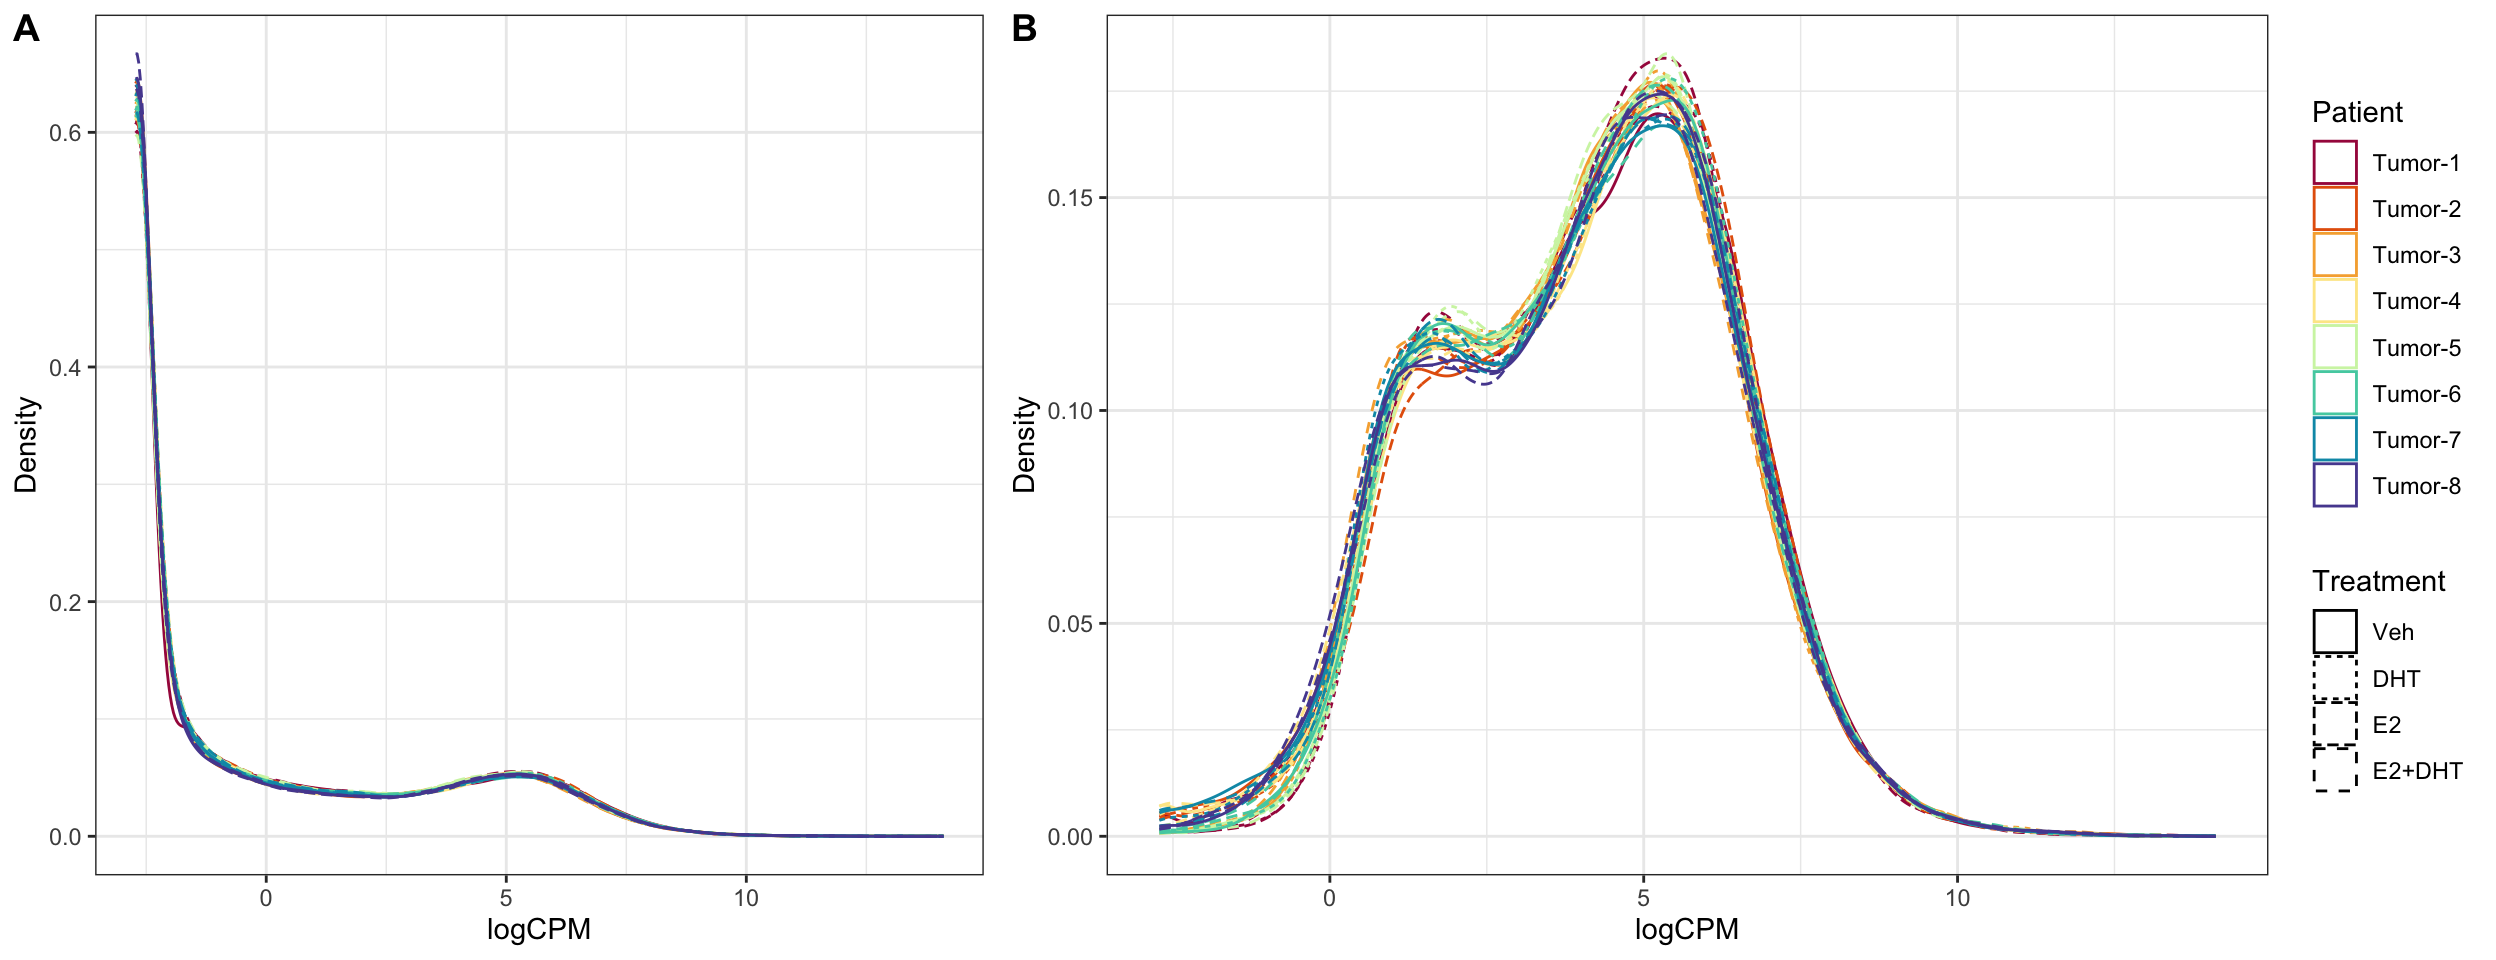 A
Density
0.6
0.4
0.2
0.0
0 5 10
logCPM
B
Density
0.15
0.10
0.05
0.00
0 5 10
logCPM
Patient
Tumor-1
Tumor-2
Tumor-3
Tumor-4
Tumor-5
Tumor-6
Tumor-7
Tumor-8
Treatment
Veh
DHT
E2
E2+DHT